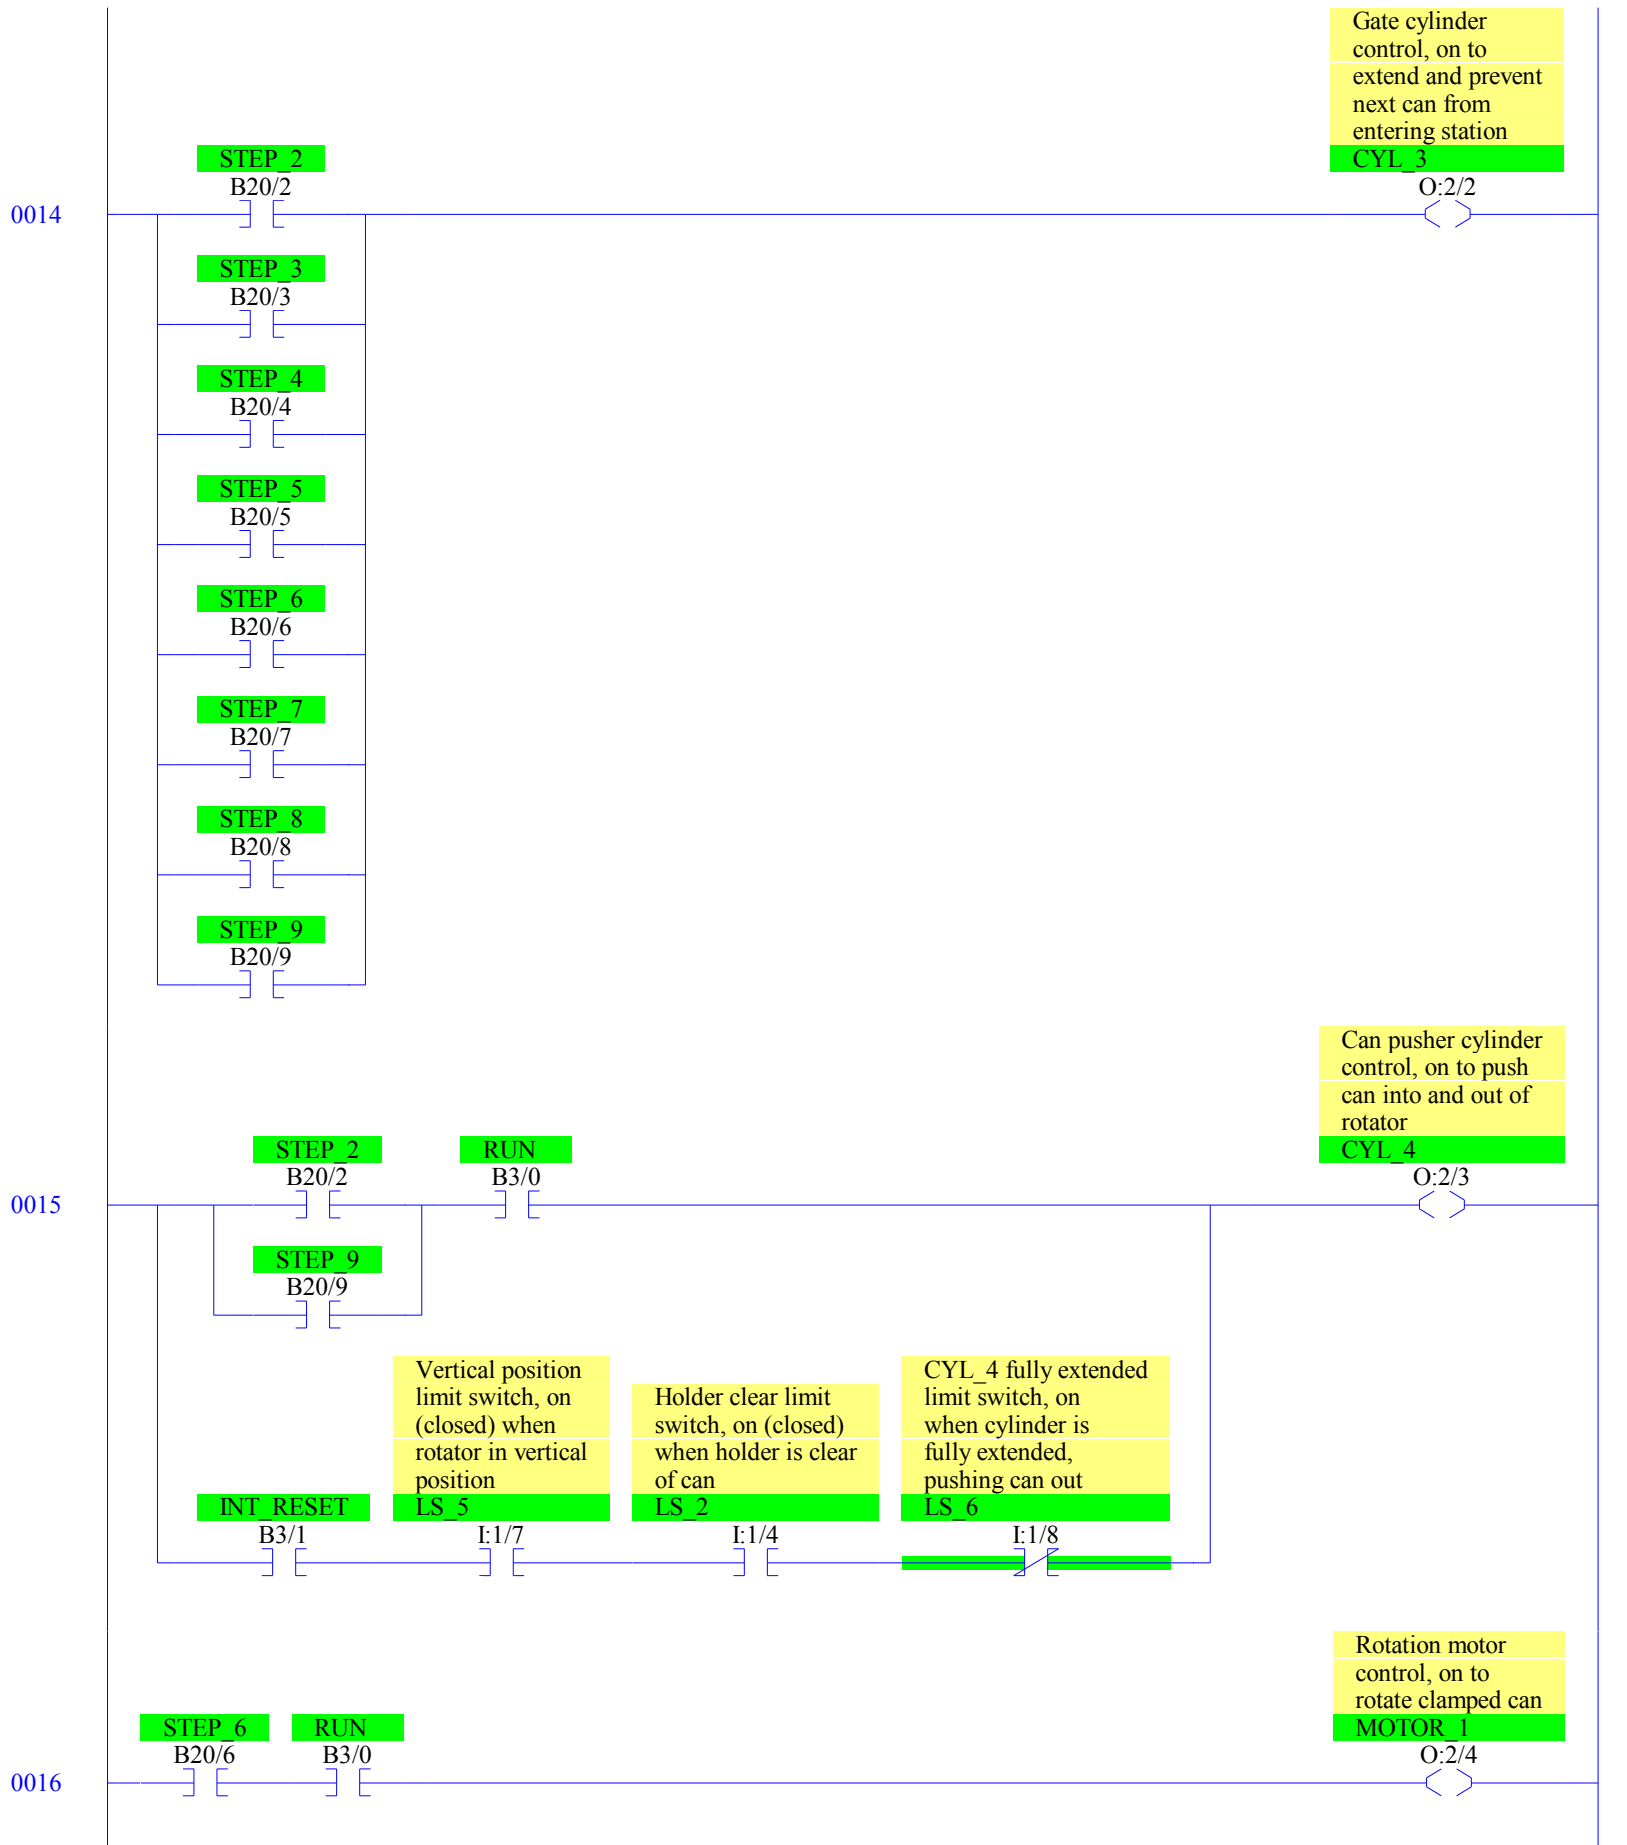 Gate cylinder
control, on to
extend and prevent
next can from
entering station
STEP_2 CYL_3
B20/2 O:2/2
0014
STEP_3
B20/3
STEP_4
B20/4
STEP_5
B20/5
STEP_6
B20/6
STEP_7
B20/7
STEP_8
B20/8
STEP_9
B20/9
Can pusher cylinder
control, on to push
can into and out of
rotator
STEP_2 RUN CYL_4
B20/2 B3/0 O:2/3
0015
STEP_9
B20/9
Vertical position
limit switch, on
(closed) when
rotator in vertical
position
Holder clear limit
switch, on (closed)
when holder is clear
of can
CYL_4 fully extended
limit switch, on
when cylinder is
fully extended,
pushing can out
INT_RESET LS_5 LS_2 LS_6
B3/1 I:1/7 I:1/4 I:1/8
Rotation motor
control, on to
rotate clamped can
STEP_6 RUN MOTOR_1
B20/6 B3/0 O:2/4
0016